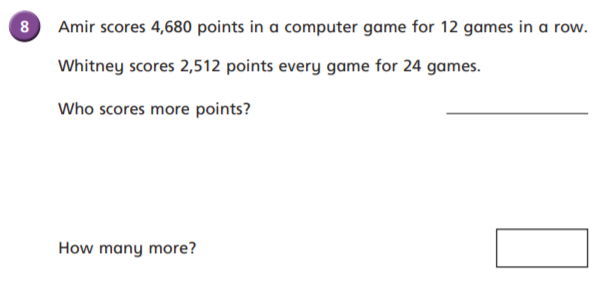 8 Amir scores 4,680 points in a computer game for 12 games in a row.
Whitney scores 2,512 points every game for 24 games.
Who scores more points?
How many more?